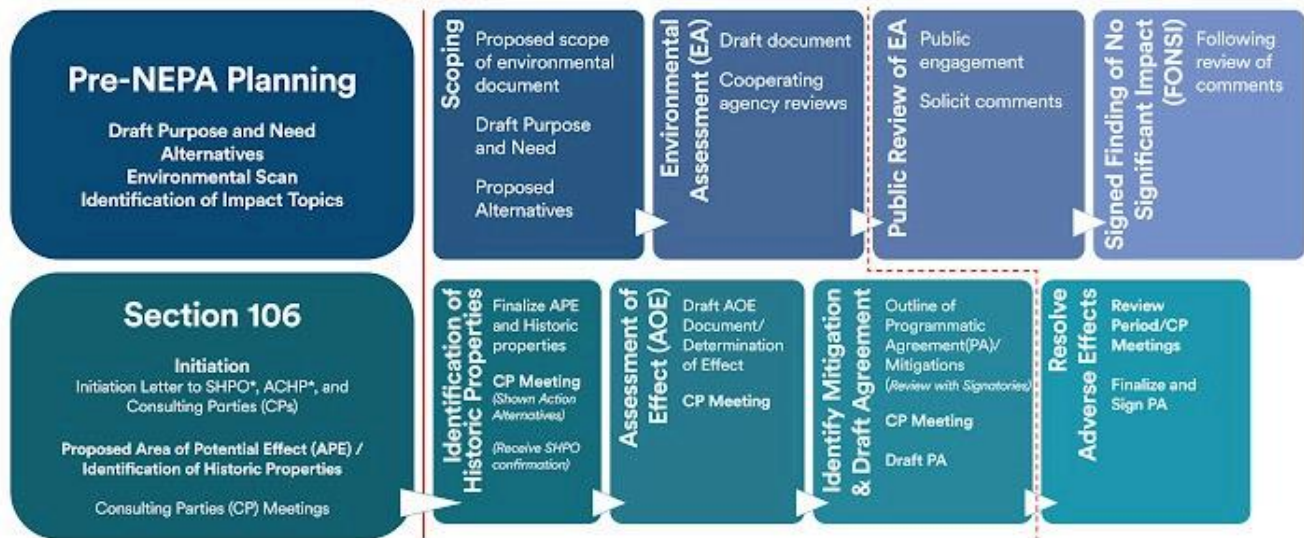 Pre-NEPA Planning
Draft Purpose and Need
Alternatives
Environmental Scan
Identification of Impact Topics
Scoping
Proposed scope
of environmental
document
Draft Purpose
and Need
Proposed
Alternatives
Environmental
Assessment (EA)
Draft document
Cooperating
agency reviews
Public Review of EA
Public
engagement
Solicit comments
Signed Finding of No
Significant Impact
(FONSI)
Following
review of
comments
Section 106
Initiation
Initiation Letter to SHPO*, ACHP*, and
Consulting Parties (CPs)
Proposed Area of Potential Effect (APE) /
Identification of Historic Properties
Consulting Parties (CP) Meetings
Identification of
Historic Properties
Finalize APE
and Historic
properties
CP Meeting
(Shown Action
Alternatives)
(Receive SHPO
confirmation)
Assessment of
Effect (AOE)
Draft AOE
Document/
Determination
of Effect
CP Meeting
Identify Mitigation
& Draft Agreement
Outline of
Programmatic
Agreement(PA)/
Mitigations
(Review with Signatories)
CP Meeting
Draft PA
Resolve
Adverse Effects
Review
Period/CP
Meetings
Finalize and
Sign PA